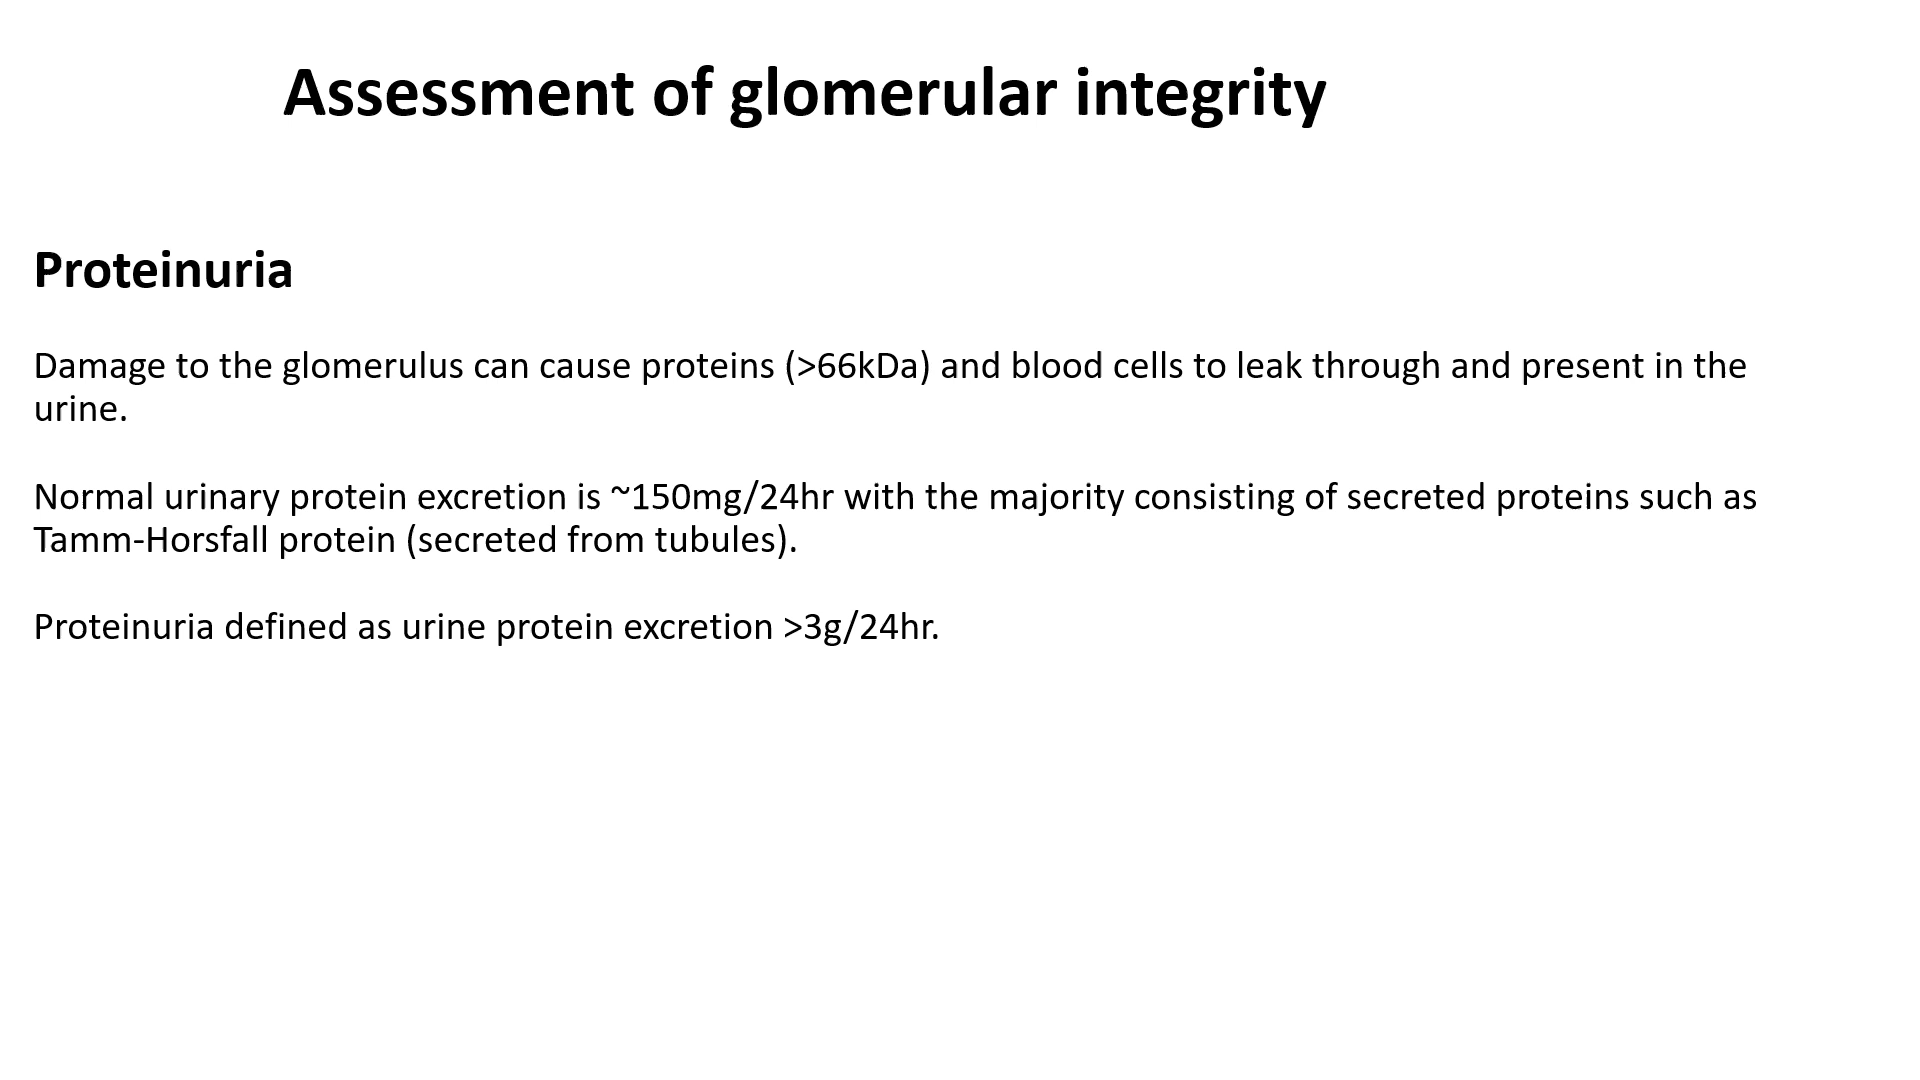 Assessment of glomerular integrity
Proteinuria
Damage to the glomerulus can cause proteins (>66kDa) and blood cells to leak through and present in the
urine.
Normal urinary protein excretion is ~150mg/24hr with the majority consisting of secreted proteins such as
Tamm-Horsfall protein (secreted from tubules).
Proteinuria defined as urine protein excretion >3g/24hr.